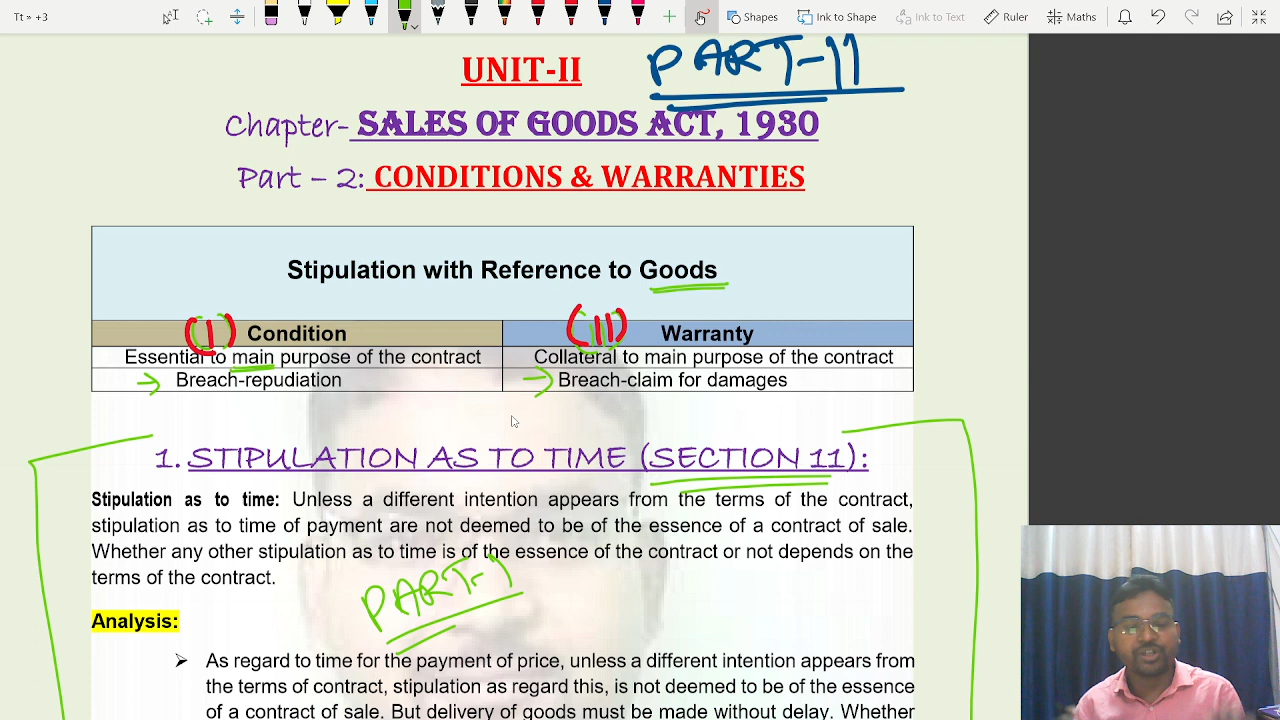 Tt > +3
Shapes
Ink to Shape
Ink to Text
Ruler
Maths
UNIT-II PART-11
Chapter- SALES OF GOODS ACT, 1930
Part – 2: CONDITIONS & WARRANTIES
Stipulation with Reference to Goods
(I) Condition
(II) Warranty
Essential to main purpose of the contract
Collateral to main purpose of the contract
Breach-repudiation
Breach-claim for damages
1. STIPULATION AS TO TIME (SECTION 11):
Stipulation as to time: Unless a different intention appears from the terms of the contract,
stipulation as to time of payment are not deemed to be of the essence of a contract of sale.
Whether any other stipulation as to time is of the essence of the contract or not depends on the
terms of the contract.
PART-1
Analysis:
➢ As regard to time for the payment of price, unless a different intention appears from
the terms of contract, stipulation as regard this, is not deemed to be of the essence
of a contract of sale. But delivery of goods must be made without delay. Whether